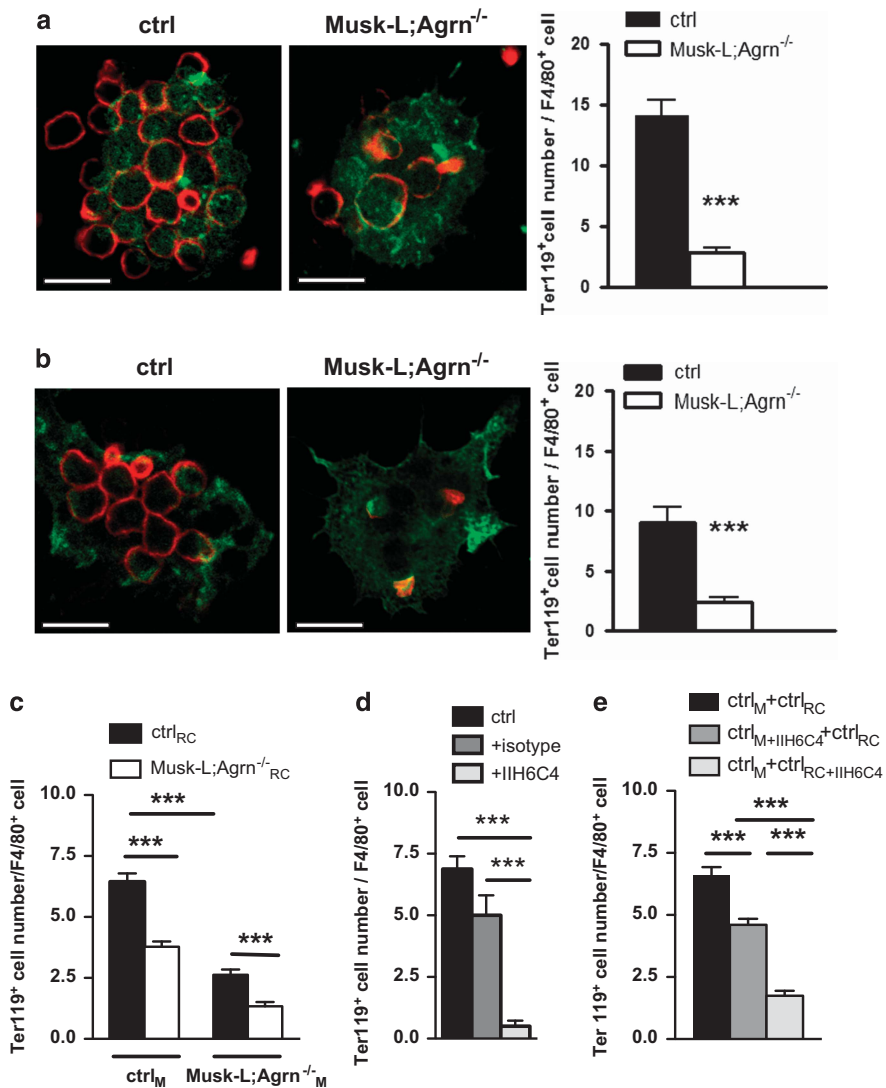 a
ctrl
Musk-L;Agrn-/-
ctrl
Musk-L;Agrn-/-
Ter119+cell number / F4/80+ cell
20
15
10
5
0
***
b
ctrl
Musk-L;Agrn-/-
ctrl
Musk-L;Agrn-/-
Ter119+cell number / F4/80+ cell
20
15
10
5
0
***
c
ctrlRC
Musk-L;Agrn-/-RC
Ter119+ cell number/F4/80+ cell
10.0
7.5
5.0
2.5
0.0
***
***
***
ctrlM
Musk-L;Agrn-/-M
d
ctrl
+isotype
+IIH6C4
Ter119+ cell number / F4/80+ cell
10.0
7.5
5.0
2.5
0.0
***
***
e
ctrlM+ctrlRC
ctrlM+IIH6C4+ctrlRC
ctrlM+ctrlRC+IIH6C4
Ter 119+ cell number/F4/80+ cell
10.0
7.5
5.0
2.5
0.0
***
***
***